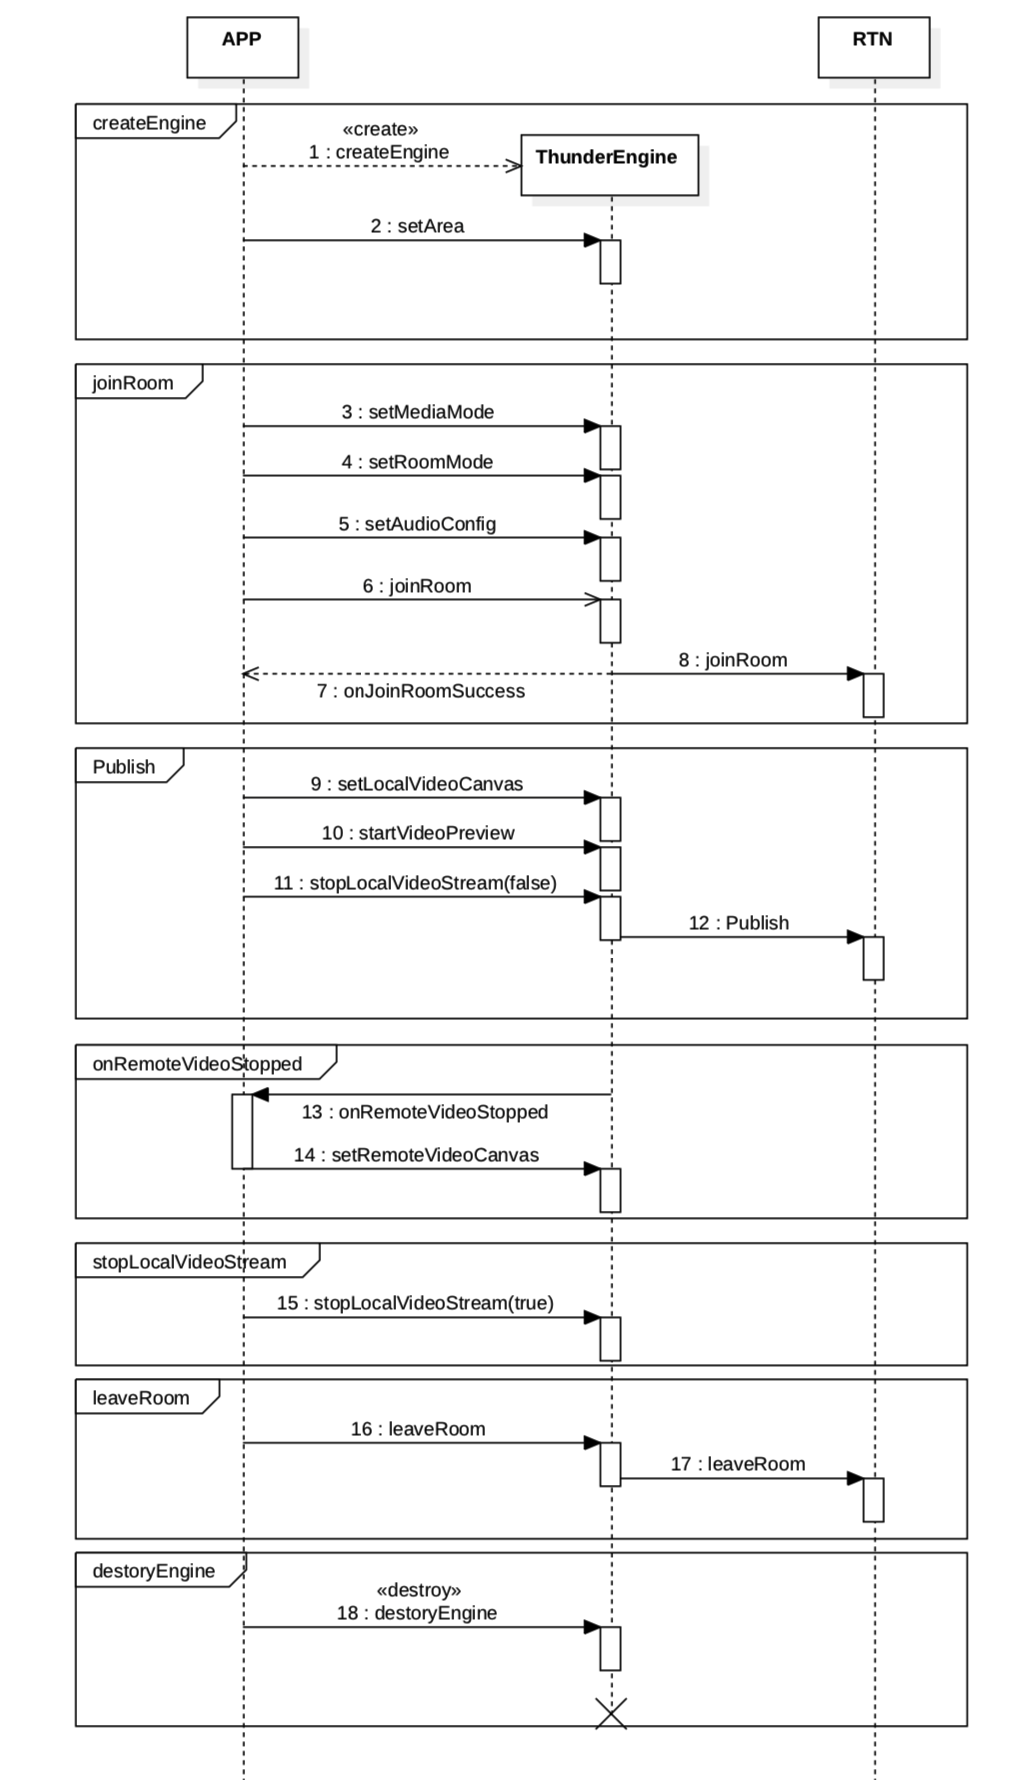 APP
RTN
createEngine
«create»
1 : createEngine
ThunderEngine
2 : setArea
joinRoom
3 : setMediaMode
4 : setRoomMode
5 : setAudioConfig
6 : joinRoom
8 : joinRoom
7 : onJoinRoomSuccess
Publish
9 : setLocalVideoCanvas
10 : startVideoPreview
11 : stopLocalVideoStream(false)
12 : Publish
onRemoteVideoStopped
13 : onRemoteVideoStopped
14 : setRemoteVideoCanvas
stopLocalVideoStream
15 : stopLocalVideoStream(true)
leaveRoom
16 : leaveRoom
17 : leaveRoom
destoryEngine
«destroy»
18 : destoryEngine